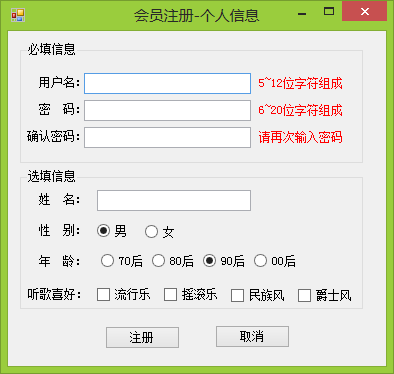 会员注册-个人信息
必填信息
用户名： 5~12位字符组成
密　码： 6~20位字符组成
确认密码： 请再次输入密码
选填信息
姓　名：
性　别： 男 女
年　龄： 70后 80后 90后 00后
听歌喜好： 流行乐 摇滚乐 民族风 爵士风
注册 取消